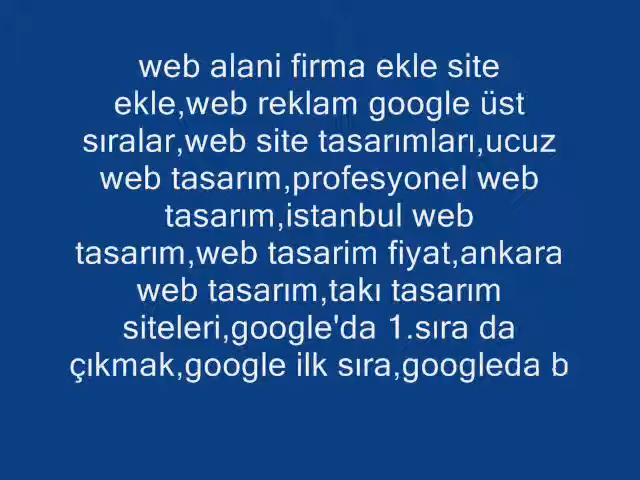 web alani firma ekle site
ekle,web reklam google üst
sıralar,web site tasarımları,ucuz
web tasarım,profesyonel web
tasarım,istanbul web
tasarım,web tasarim fiyat,ankara
web tasarım,takı tasarım
siteleri,google'da 1.sıra da
çıkmak,google ilk sıra,googleda b